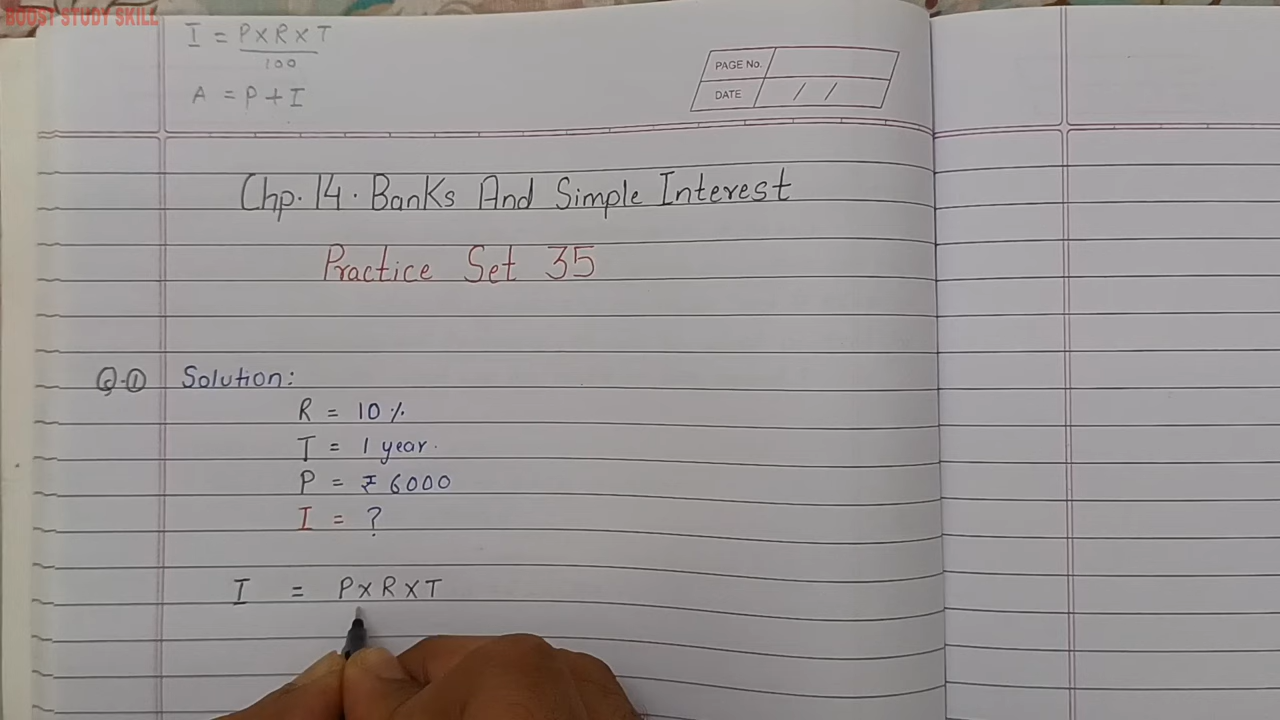 BOOST STUDY SKILL
I = P×R×T
100
A = P + I
PAGE No.
DATE / /
Chp. 14. Banks And Simple Interest
Practice Set 35
Q.① Solution:
R = 10 %
T = 1 year.
P = ₹ 6000
I = ?
I = P×R×T